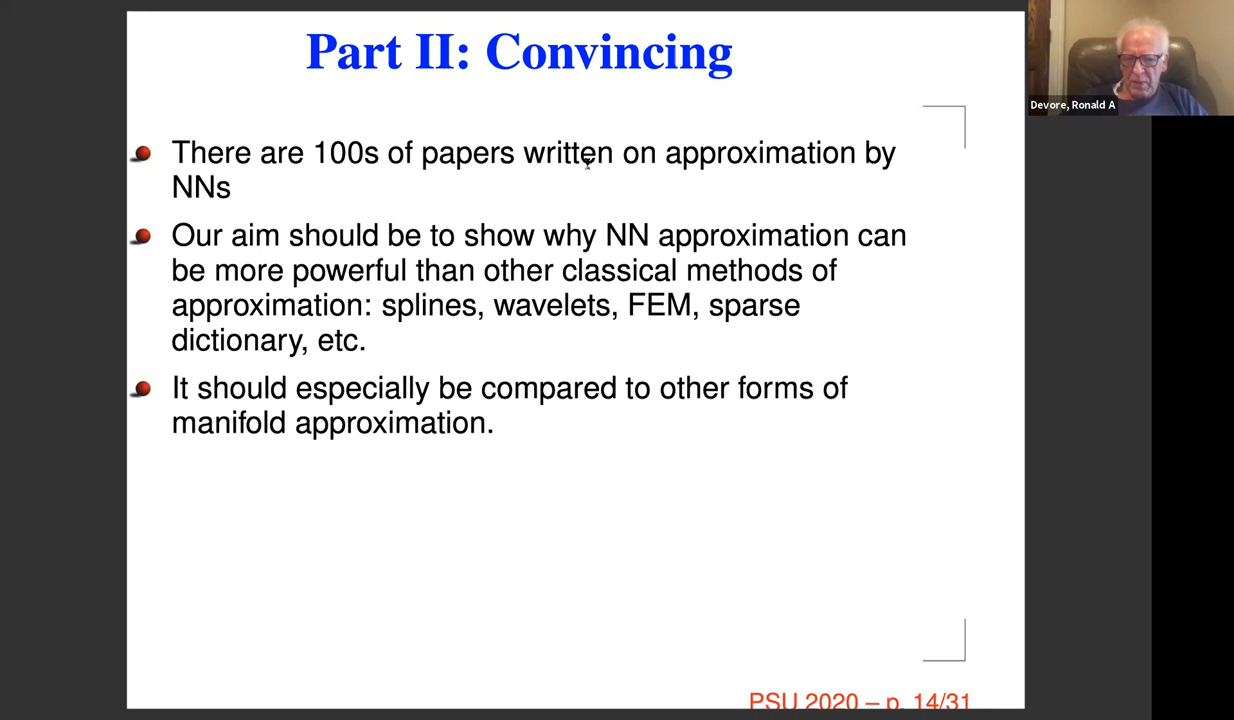 Part II: Convincing
There are 100s of papers written on approximation by
NNs
Our aim should be to show why NN approximation can
be more powerful than other classical methods of
approximation: splines, wavelets, FEM, sparse
dictionary, etc.
It should especially be compared to other forms of
manifold approximation.
PSU 2020 – p. 14/31
Devore, Ronald A